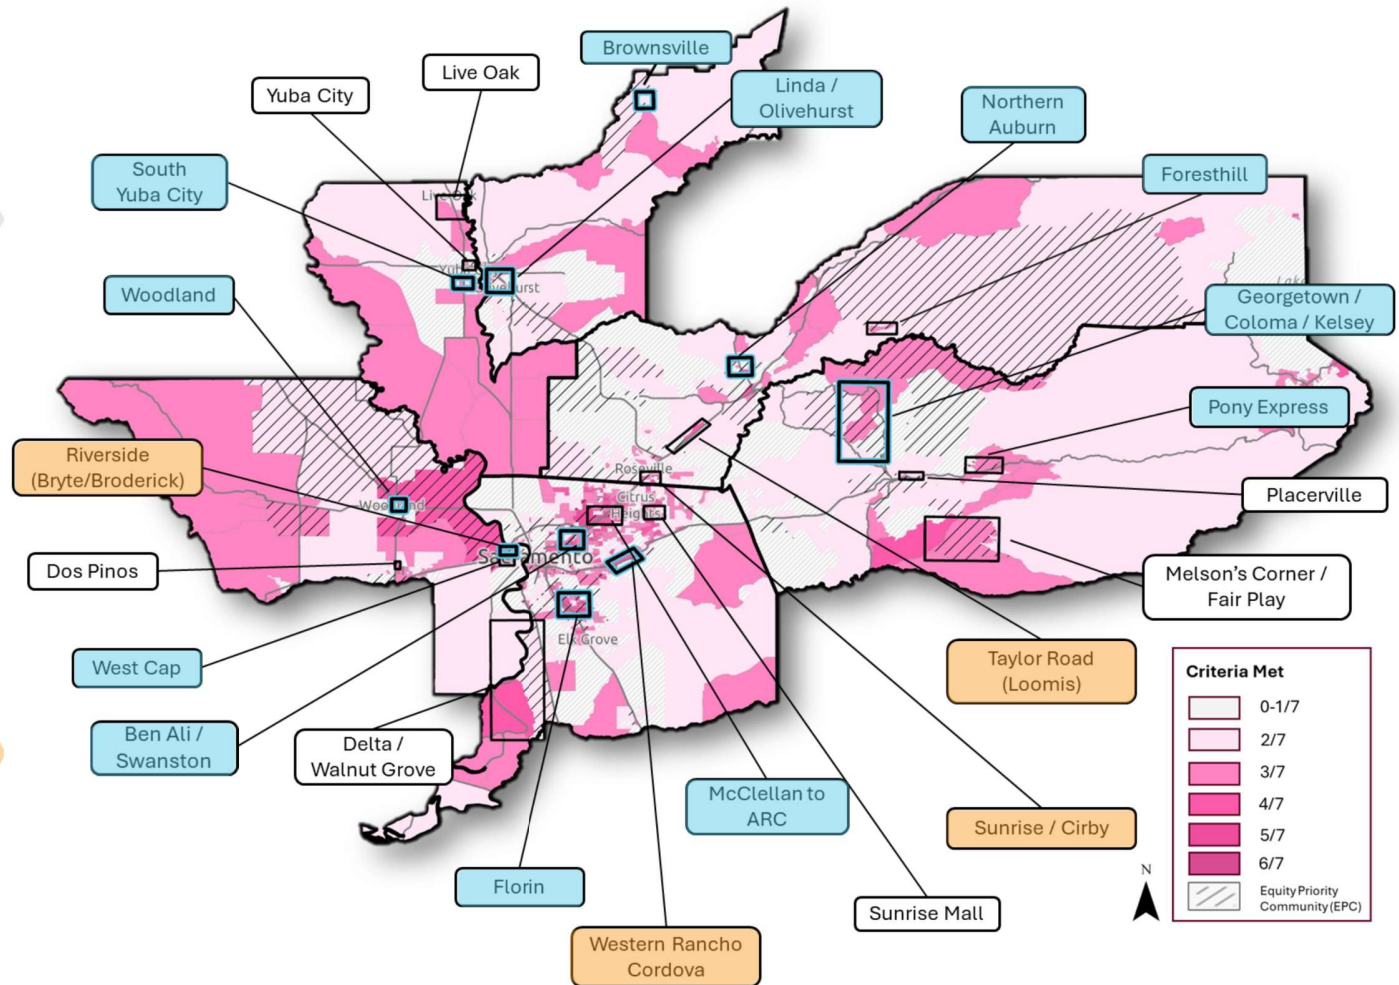 Brownsville
Live Oak
Linda /
Olivehurst
Yuba City
Northern
Auburn
South
Yuba City
Foresthill
Live Oak
Woodland
Georgetown /
Coloma / Kelsey
Pony Express
Riverside
(Bryte/Broderick)
Roseville
Citrus
Heights
Placerville
Woodland
Sacramento
Dos Pinos
Melson's Corner /
Fair Play
Elk Grove
West Cap
Taylor Road
(Loomis)
Ben Ali /
Swanston
Delta /
Walnut Grove
McClellan to
ARC
Sunrise / Cirby
Florin
Sunrise Mall
Western Rancho
Cordova
Criteria Met
0-1/7
2/7
3/7
4/7
5/7
6/7
Equity Priority
Community (EPC)
N